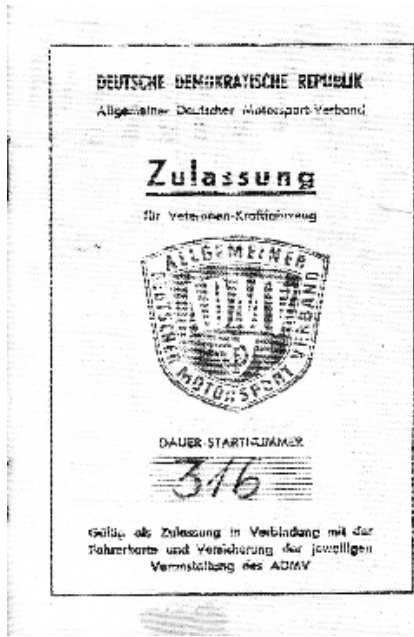 DEUTSCHE DEMOKRATISCHE REPUBLIK
Allgemeiner Deutscher Motorsport-Verband
Zulassung
für Veteranen-Kraftfahrzeug
ALLGEMEINER
ADMV
DEUTSCHER MOTORSPORT VERBAND
DAUER-STARTNUMMER
316
Gültig als Zulassung in Verbindung mit der
Fahrerkarte und Versicherung der jeweiligen
Veranstaltung des ADMV